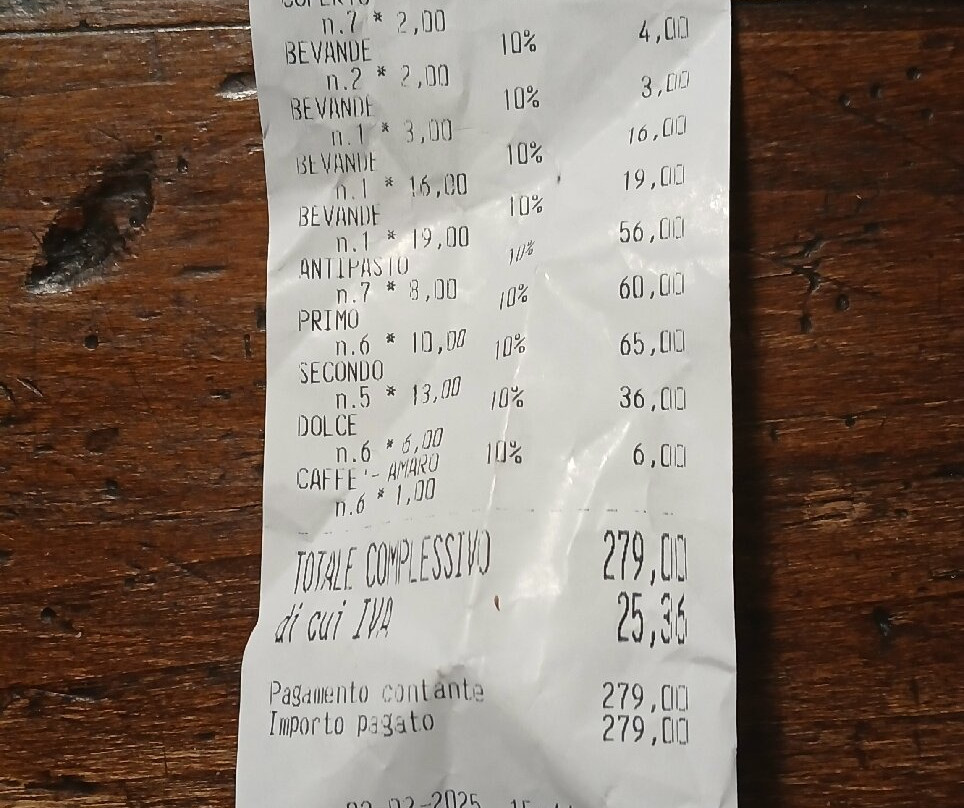 COPERTO
n.7 * 2,00
BEVANDE 10% 4,00
n.2 * 2,00
BEVANDE 10% 3,00
n.1 * 3,00
BEVANDE 10% 16,00
n.1 * 16,00
BEVANDE 10% 19,00
n.1 * 19,00
ANTIPASTO 10% 56,00
n.7 * 8,00
PRIMO 10% 60,00
n.6 * 10,00
SECONDO 10% 65,00
n.5 * 13,00
DOLCE 10% 36,00
n.6 * 6,00
CAFFE'- AMARO 10% 6,00
n.6 * 1,00
TOTALE COMPLESSIVO 279,00
di cui IVA 25,36
Pagamento contante 279,00
Importo pagato 279,00